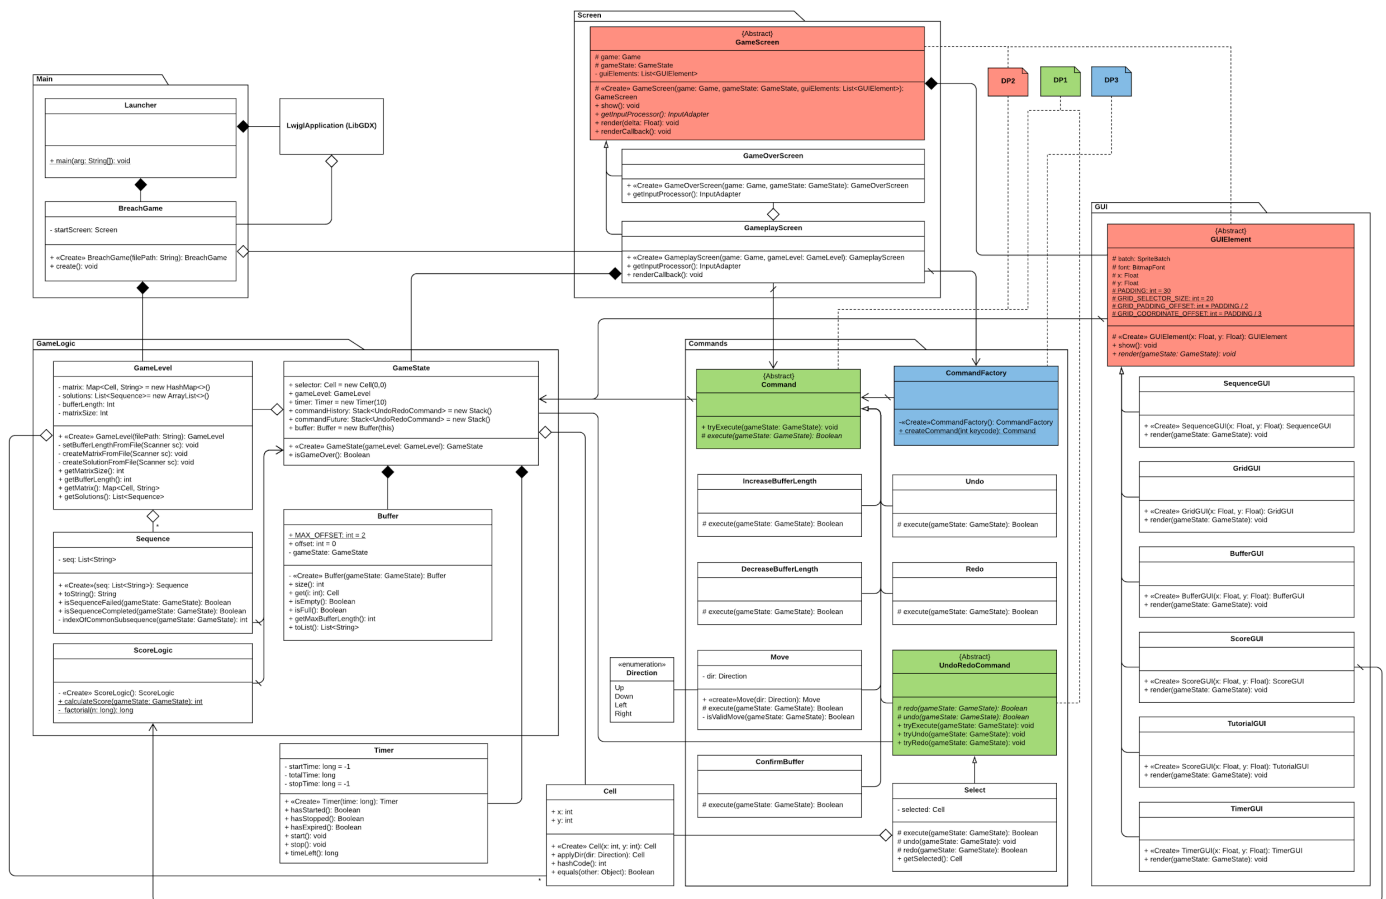 Screen
{Abstract}
GameScreen
# game: Game
# gameState: GameState
- guiElements: List<GUIElement>
# «Create» GameScreen(game: Game, gameState: GameState, guiElements: List<GUIElement>):
GameScreen
+ show(): void
+ getInputProcessor(): InputAdapter
+ render(delta: Float): void
+ renderCallback(): void
GameOverScreen
+ «Create» GameOverScreen(game: Game, gameState: GameState): GameOverScreen
+ getInputProcessor(): InputAdapter
GameplayScreen
+ «Create» GameplayScreen(game: Game, gameLevel: GameLevel): GameplayScreen
+ getInputProcessor(): InputAdapter
+ renderCallback(): void
DP2
DP1
DP3
Main
Launcher
+ main(arg: String[]): void
LwjglApplication (LibGDX)
BreachGame
- startScreen: Screen
+ «Create» BreachGame(filePath: String): BreachGame
+ create(): void
GUI
{Abstract}
GUIElement
# batch: SpriteBatch
# font: BitmapFont
# x: Float
# y: Float
# PADDING: int = 30
# GRID_SELECTOR_SIZE: int = 20
# GRID_PADDING_OFFSET: int = PADDING / 2
# GRID_COORDINATE_OFFSET: int = PADDING / 3
# «Create» GUIElement(x: Float, y: Float): GUIElement
+ show(): void
+ render(gameState: GameState): void
SequenceGUI
+ «Create» SequenceGUI(x: Float, y: Float): SequenceGUI
+ render(gameState: GameState): void
GridGUI
+ «Create» GridGUI(x: Float, y: Float): GridGUI
+ render(gameState: GameState): void
BufferGUI
+ «Create» BufferGUI(x: Float, y: Float): BufferGUI
+ render(gameState: GameState): void
ScoreGUI
+ «Create» ScoreGUI(x: Float, y: Float): ScoreGUI
+ render(gameState: GameState): void
TutorialGUI
+ «Create» ScoreGUI(x: Float, y: Float): TutorialGUI
+ render(gameState: GameState): void
TimerGUI
+ «Create» TimerGUI(x: Float, y: Float): TimerGUI
+ render(gameState: GameState): void
GameLogic
GameLevel
- matrix: Map<Cell, String> = new HashMap<>()
- solutions: List<Sequence>= new ArrayList<>()
- bufferLength: Int
- matrixSize: Int
+ «Create» GameLevel(filePath: String): GameLevel
- setBufferLengthFromFile(Scanner sc): void
- createMatrixFromFile(Scanner sc): void
- createSolutionFromFile(Scanner sc): void
+ getMatrixSize(): int
+ getBufferLength(): int
+ getMatrix(): Map<Cell, String>
+ getSolutions(): List<Sequence>
*
GameState
+ selector: Cell = new Cell(0,0)
+ gameLevel: GameLevel
+ timer: Timer = new Timer(10)
+ commandHistory: Stack<UndoRedoCommand> = new Stack()
+ commandFuture: Stack<UndoRedoCommand> = new Stack()
+ buffer: Buffer = new Buffer(this)
+ «Create» GameState(gameLevel: GameLevel): GameState
+ isGameOver(): Boolean
Sequence
- seq: List<String>
+ «Create»(seq: List<String>): Sequence
+ toString(): String
+ isSequenceFailed(gameState: GameState): Boolean
+ isSequenceCompleted(gameState: GameState): Boolean
- indexOfCommonSubsequence(gameState: GameState): int
Buffer
+ MAX_OFFSET: int = 2
+ offset: int = 0
- gameState: GameState
- «Create» Buffer(gameState: GameState): Buffer
+ size(): int
+ get(i: int): Cell
+ isEmpty(): Boolean
+ isFull(): Boolean
+ getMaxBufferLength(): int
+ toList(): List<String>
ScoreLogic
- «Create» ScoreLogic(): ScoreLogic
+ calculateScore(gameState: GameState): int
- factorial(n: long): long
Timer
- startTime: long = -1
- totalTime: long
- stopTime: long = -1
+ «Create» Timer(time: long): Timer
+ hasStarted(): Boolean
+ hasStopped(): Boolean
+ hasExpired(): Boolean
+ start(): void
+ stop(): void
+ timeLeft(): long
Cell
+ x: int
+ y: int
+ «Create» Cell(x: int, y: int): Cell
+ applyDir(dir: Direction): Cell
+ hashCode(): int
+ equals(other: Object): Boolean
*
«enumeration»
Direction
Up
Down
Left
Right
Commands
{Abstract}
Command
+ tryExecute(gameState: GameState): void
# execute(gameState: GameState): Boolean
CommandFactory
-«Create»CommandFactory(): CommandFactory
+ createCommand(int keycode): Command
IncreaseBufferLength
# execute(gameState: GameState): Boolean
Undo
# execute(gameState: GameState): Boolean
DecreaseBufferLength
# execute(gameState: GameState): Boolean
Redo
# execute(gameState: GameState): Boolean
Move
- dir: Direction
+ «create»Move(dir: Direction): Move
# execute(gameState: GameState): Boolean
- isValidMove(gameState: GameState): Boolean
{Abstract}
UndoRedoCommand
# redo(gameState: GameState): Boolean
# undo(gameState: GameState): Boolean
+ tryExecute(gameState: GameState): void
+ tryUndo(gameState: GameState): void
+ tryRedo(gameState: GameState): void
ConfirmBuffer
# execute(gameState: GameState): Boolean
Select
- selected: Cell
# execute(gameState: GameState): Boolean
# undo(gameState: GameState): Boolean
# redo(gameState: GameState): Boolean
+ getSelected(): Cell